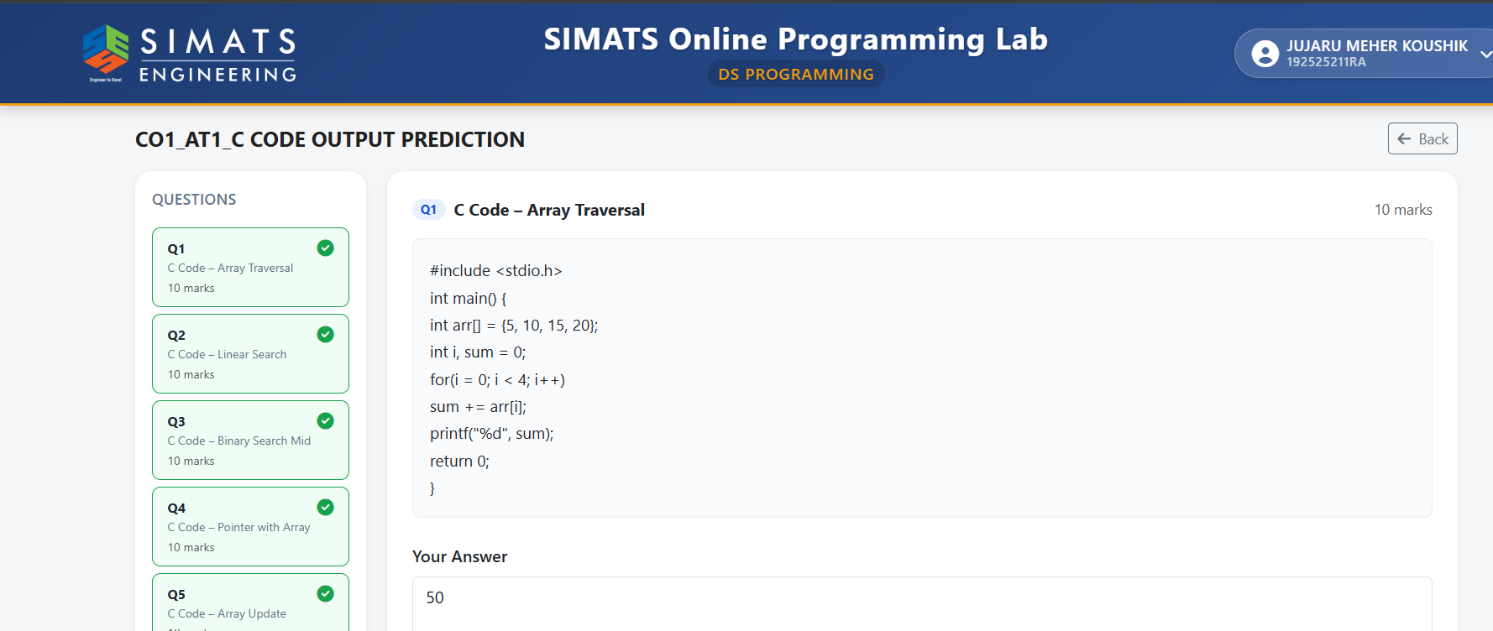 SIMATS
ENGINEERING
Engineer to Excel
SIMATS Online Programming Lab
DS PROGRAMMING
JUJARU MEHER KOUSHIK
192525211RA
CO1_AT1_C CODE OUTPUT PREDICTION
← Back
QUESTIONS
Q1
C Code – Array Traversal
10 marks
Q2
C Code – Linear Search
10 marks
Q3
C Code – Binary Search Mid
10 marks
Q4
C Code – Pointer with Array
10 marks
Q5
C Code – Array Update
Q1 C Code – Array Traversal
10 marks
#include <stdio.h>
int main() {
int arr[] = {5, 10, 15, 20};
int i, sum = 0;
for(i = 0; i < 4; i++)
sum += arr[i];
printf("%d", sum);
return 0;
}
Your Answer
50